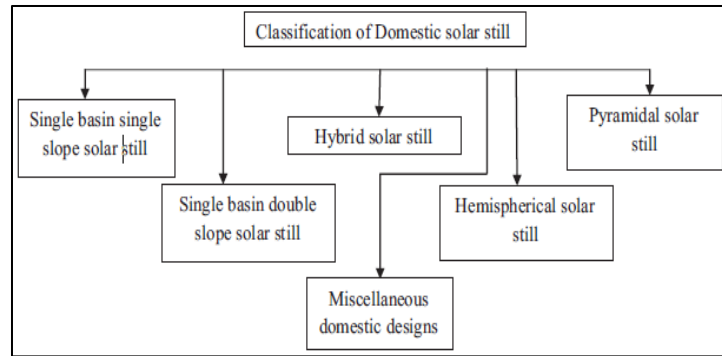 Classification of Domestic solar still
Single basin single
slope solar still
Hybrid solar still
Pyramidal solar
still
Single basin double
slope solar still
Hemispherical solar
still
Miscellaneous
domestic designs